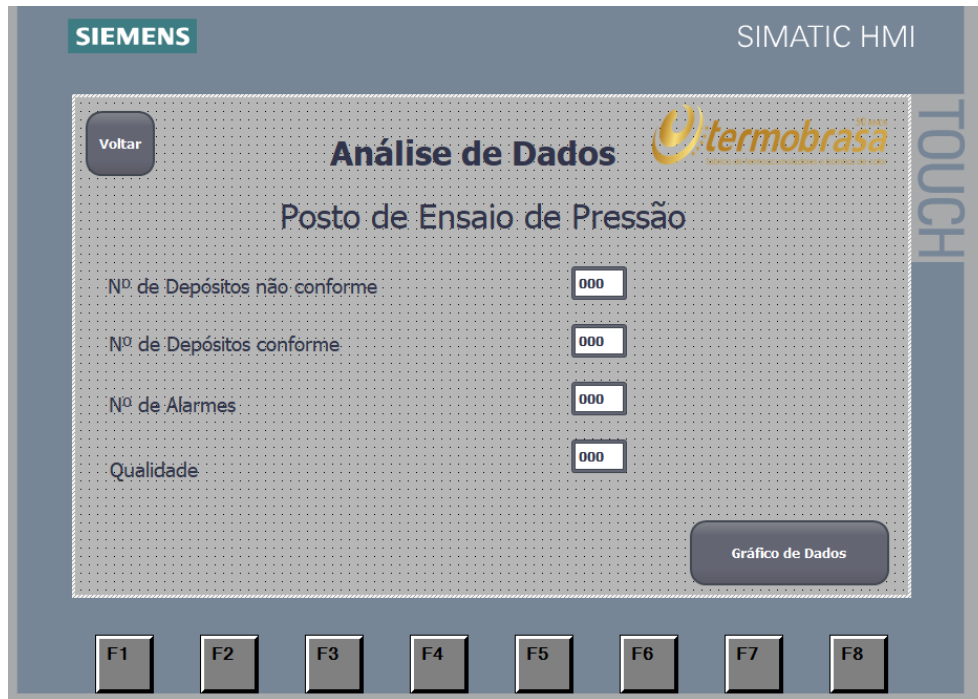 SIEMENS
SIMATIC HMI
TOUCH
Voltar
termobrasa
Análise de Dados
Posto de Ensaio de Pressão
Nº de Depósitos não conforme 000
Nº de Depósitos conforme 000
Nº de Alarmes 000
Qualidade 000
Gráfico de Dados
F1 F2 F3 F4 F5 F6 F7 F8